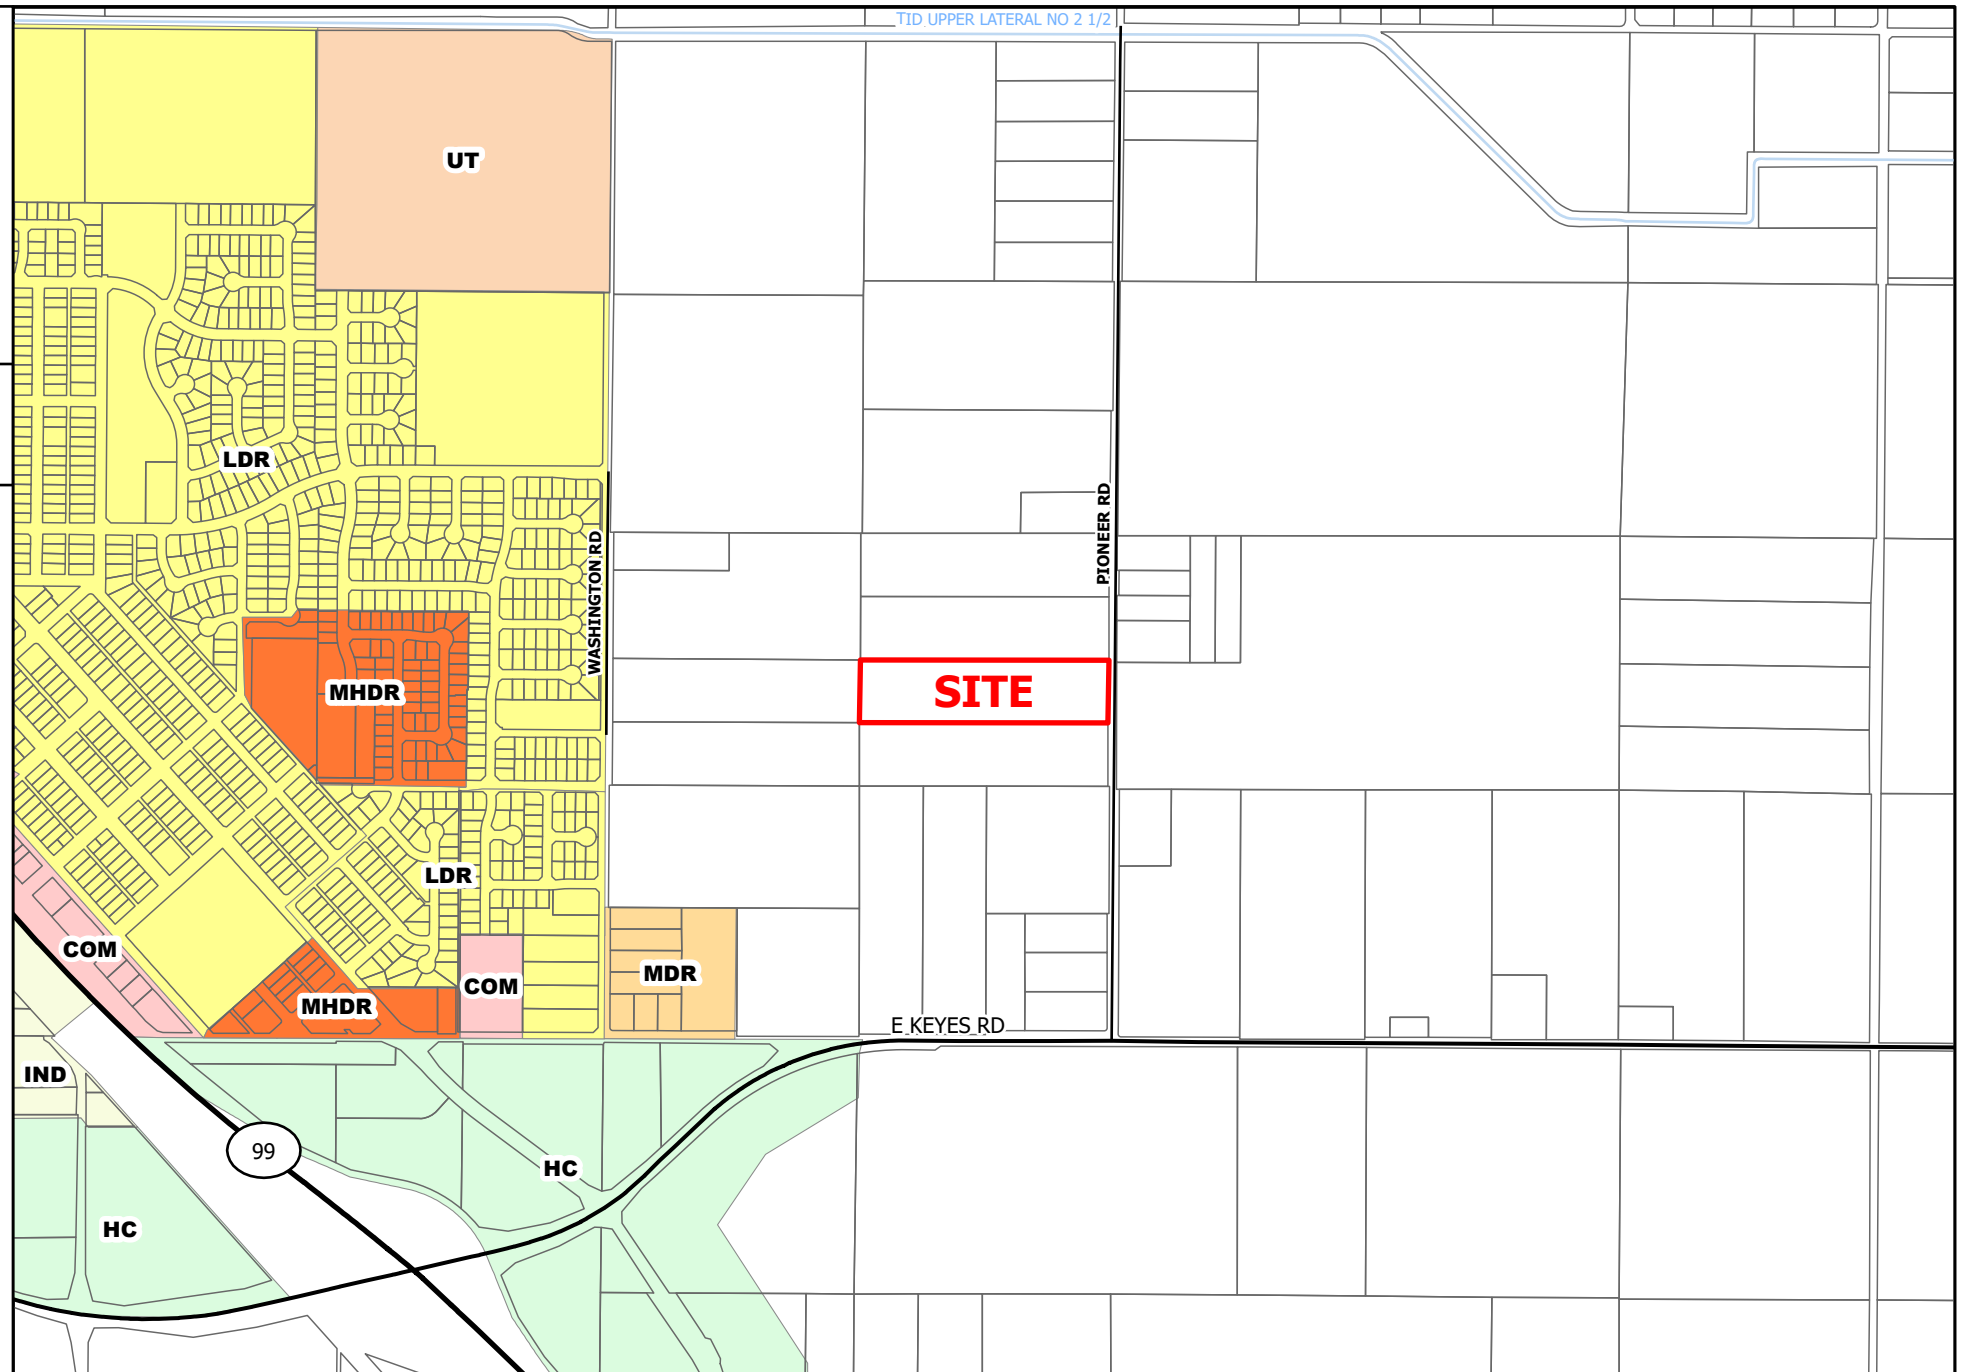 TID UPPER LATERAL NO 2 1/2
UT
LDR
WASHINGTON RD
PIONEER RD
MHDR
SITE
LDR
COM
MHDR
COM
MDR
E KEYES RD
IND
99
HC
HC